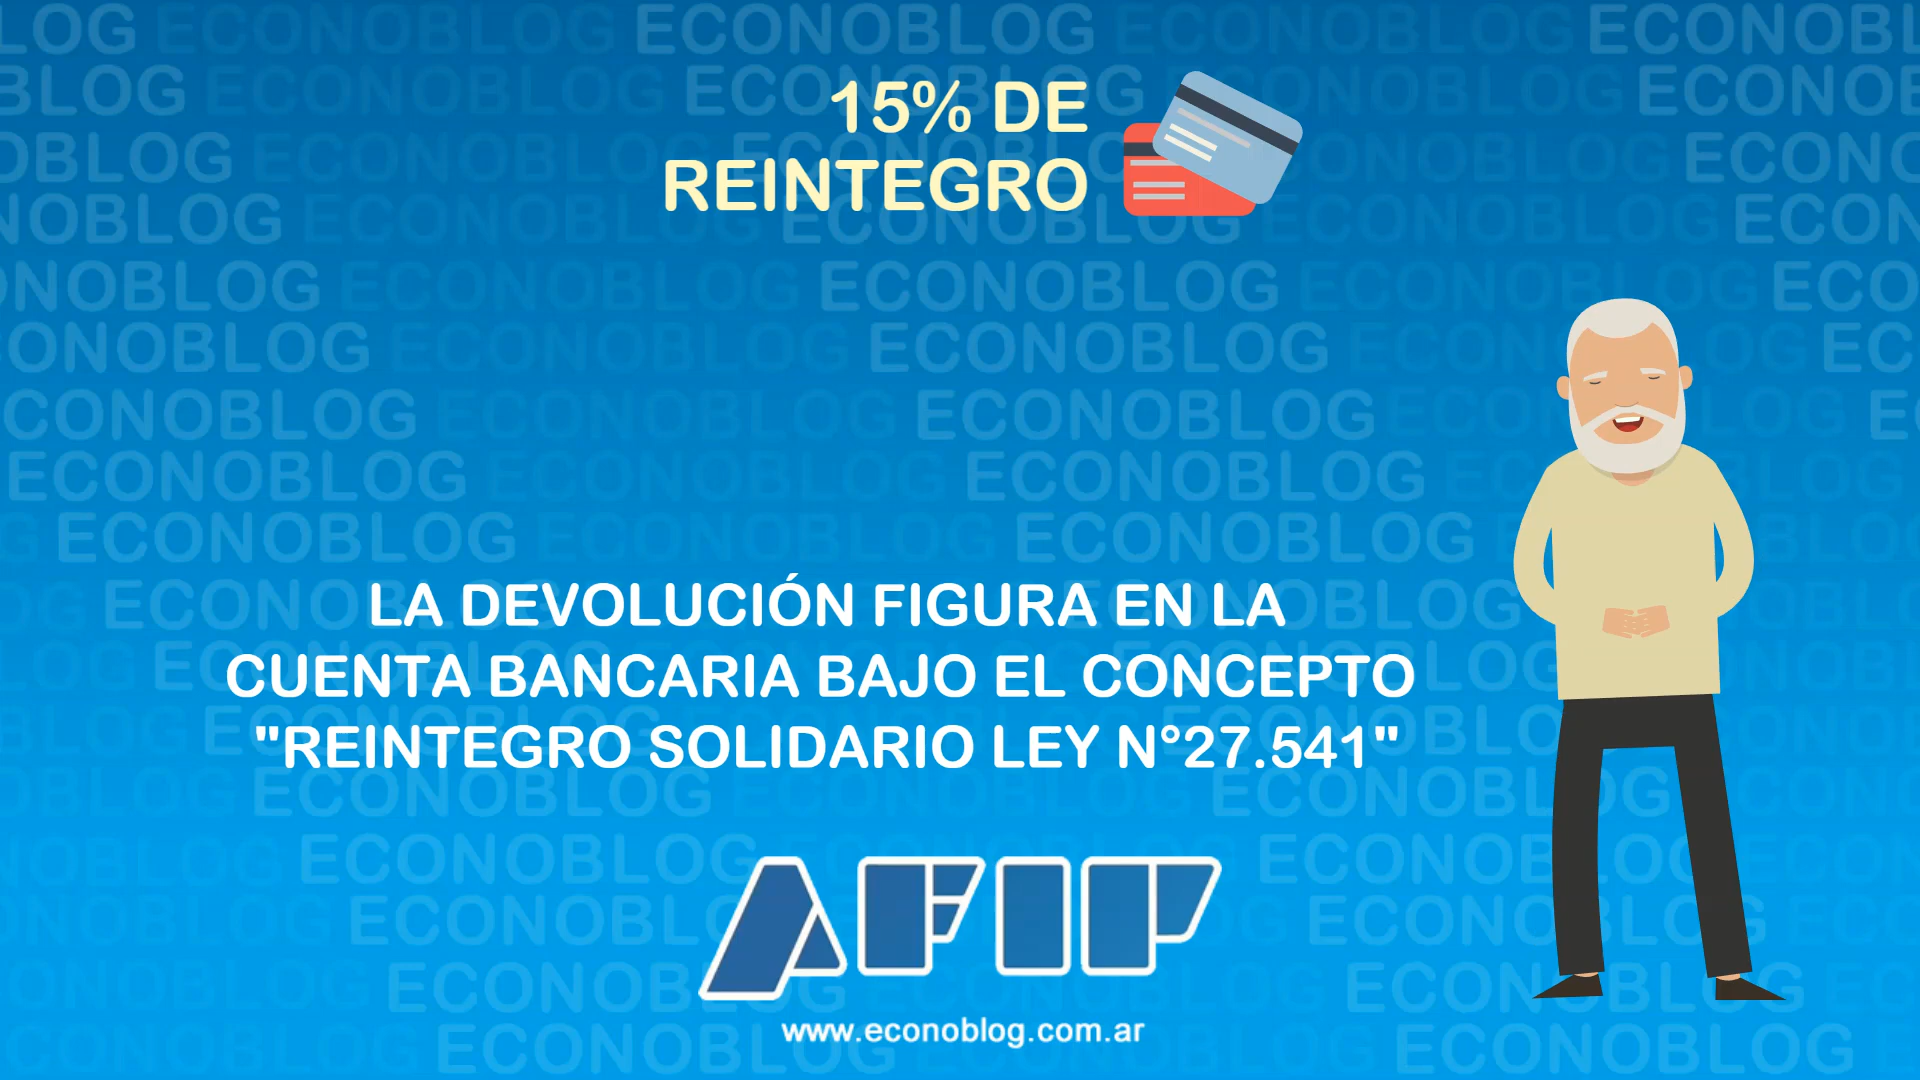 15% DE
REINTEGRO
LA DEVOLUCIÓN FIGURA EN LA
CUENTA BANCARIA BAJO EL CONCEPTO
"REINTEGRO SOLIDARIO LEY N°27.541"
AFIP
www.econoblog.com.ar